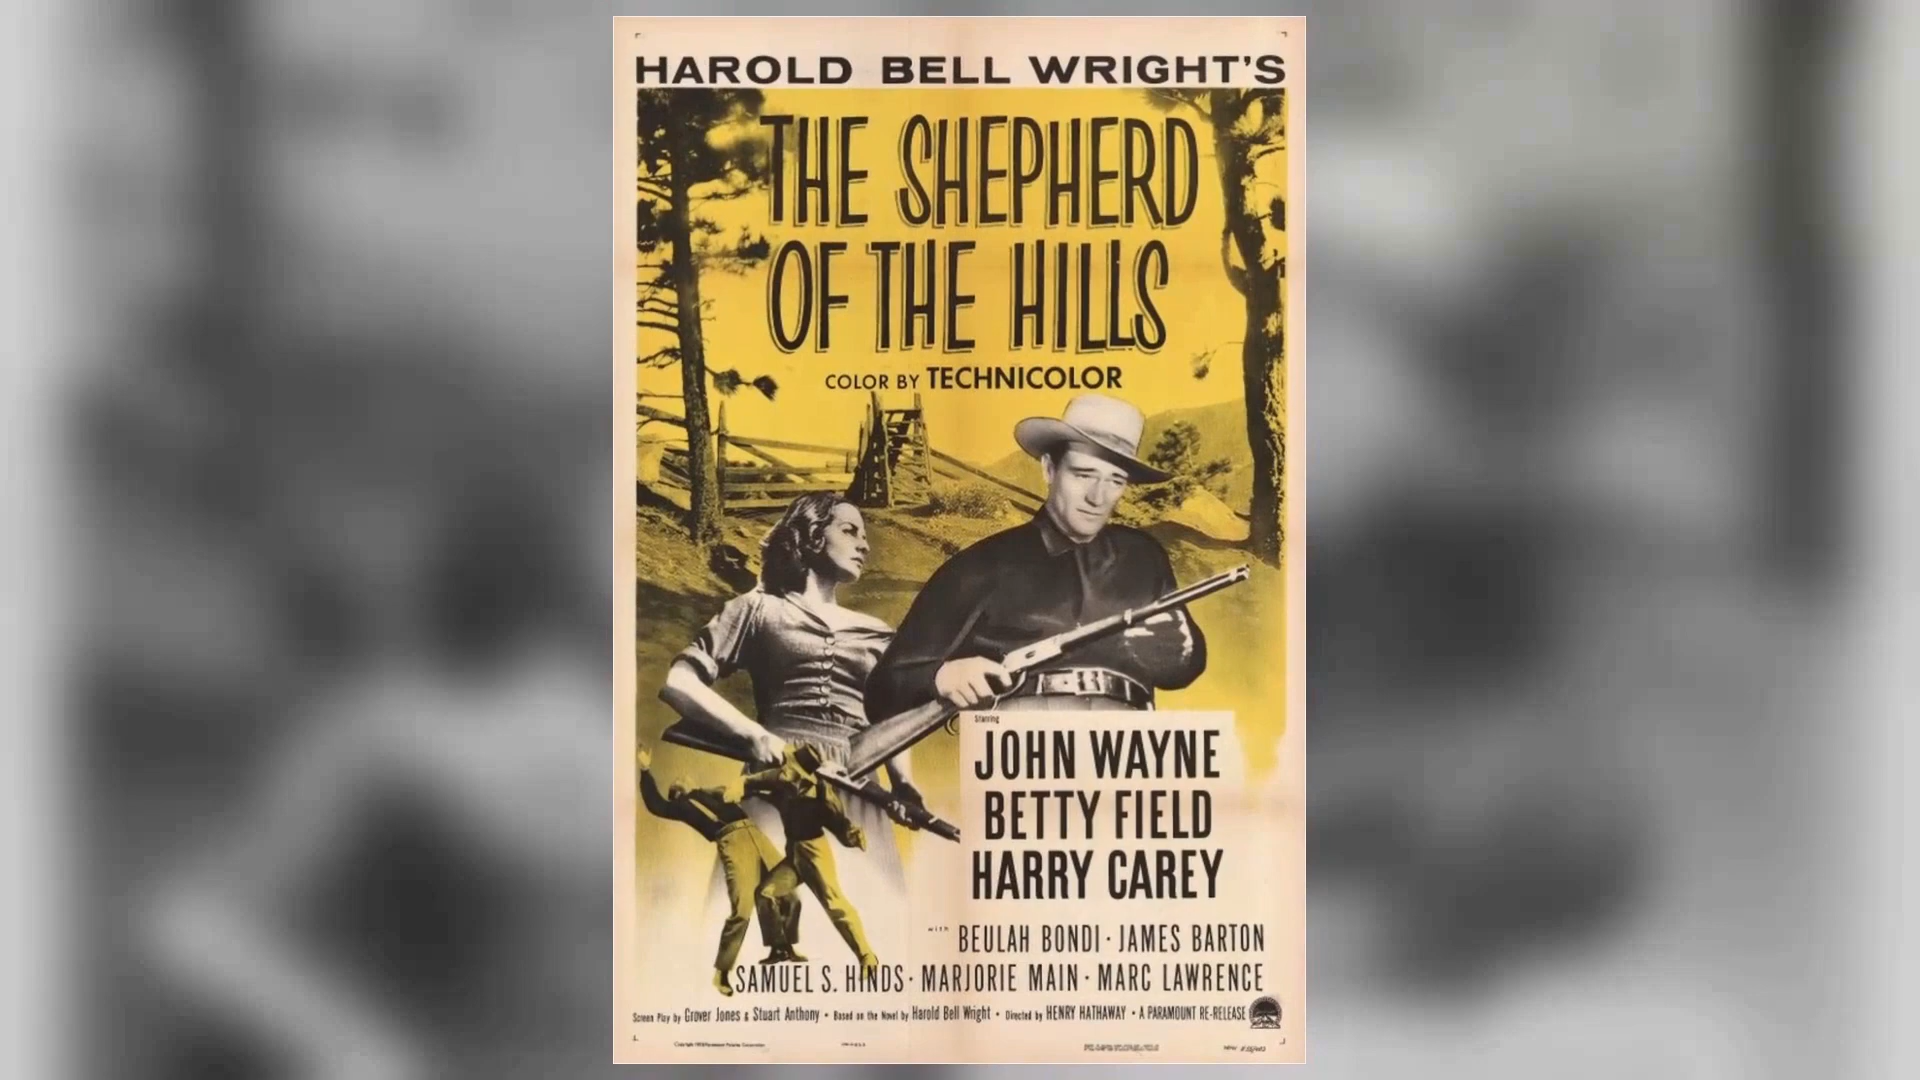 HAROLD BELL WRIGHT'S
THE SHEPHERD
OF THE HILLS
COLOR BY TECHNICOLOR
Starring
JOHN WAYNE
BETTY FIELD
HARRY CAREY
with BEULAH BONDI · JAMES BARTON
SAMUEL S. HINDS · MARJORIE MAIN · MARC LAWRENCE
Screen Play by Grover Jones & Stuart Anthony • Based on the Novel by Harold Bell Wright • Directed by HENRY HATHAWAY • A PARAMOUNT RE-RELEASE